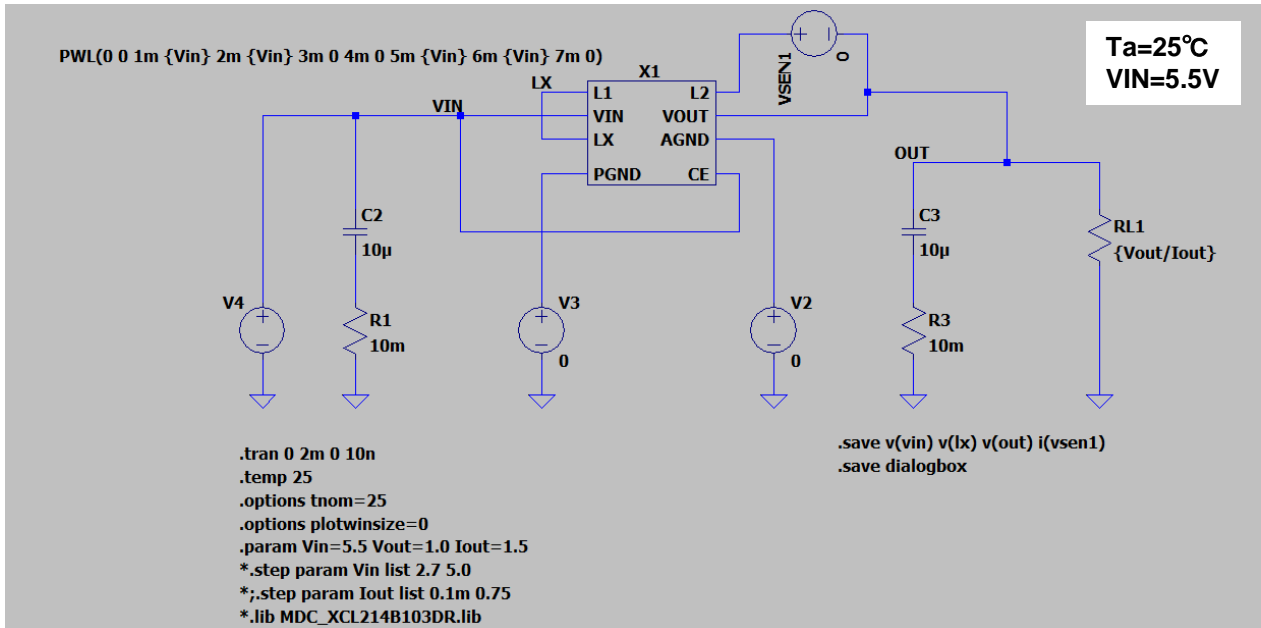 PWL(0 0 1m {Vin} 2m {Vin} 3m 0 4m 0 5m {Vin} 6m {Vin} 7m 0)
Ta=25℃
VIN=5.5V
VSEN1
0
X1
LX
L1
L2
VIN
VIN
VOUT
LX
AGND
PGND
CE
OUT
C2
10µ
C3
10µ
RL1
{Vout/Iout}
V4
R1
10m
V3
0
V2
0
R3
10m
.tran 0 2m 0 10n
.temp 25
.options tnom=25
.options plotwinsize=0
.param Vin=5.5 Vout=1.0 Iout=1.5
*.step param Vin list 2.7 5.0
*;.step param Iout list 0.1m 0.75
*.lib MDC_XCL214B103DR.lib
.save v(vin) v(lx) v(out) i(vsen1)
.save dialogbox